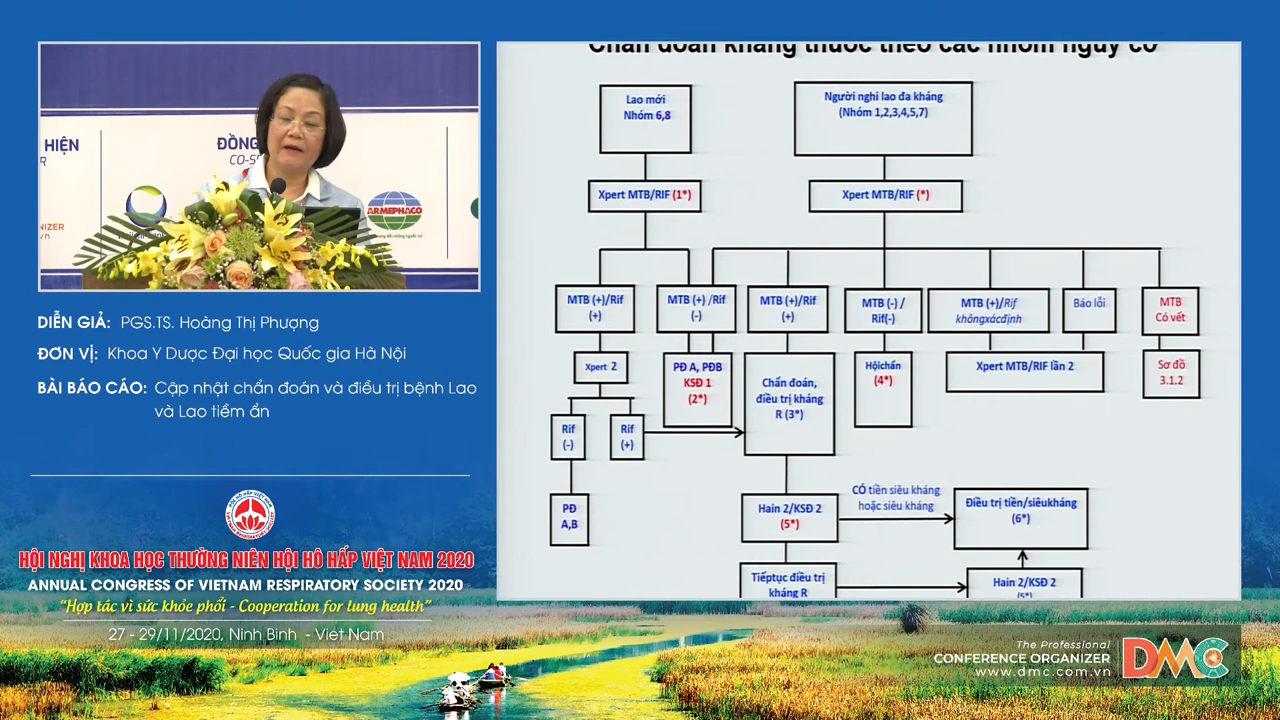 HIỆN
ĐỒNG
CO-S
ARMEPHACO
DIỄN GIẢ: PGS.TS. Hoàng Thị Phượng
ĐƠN VỊ: Khoa Y Dược Đại học Quốc gia Hà Nội
BÀI BÁO CÁO: Cập nhật chẩn đoán và điều trị bệnh Lao
và Lao tiềm ẩn
HỘI NGHỊ KHOA HỌC THƯỜNG NIÊN HỘI HÔ HẤP VIỆT NAM 2020
ANNUAL CONGRESS OF VIETNAM RESPIRATORY SOCIETY 2020
“Hợp tác vì sức khỏe phổi - Cooperation for lung health”
27 - 29/11/2020, Ninh Bình - Việt Nam
Chẩn đoán kháng thuốc theo các nhóm nguy cơ
Lao mới
Nhóm 6,8
Người nghi lao đa kháng
(Nhóm 1,2,3,4,5,7)
Xpert MTB/RIF (1*)
Xpert MTB/RIF (*)
MTB (+)/Rif
(+)
MTB (+) /Rif
(-)
MTB (+)/Rif
(+)
MTB (-) /
Rif(-)
MTB (+)/Rif
khôngxácđịnh
Báo lỗi
MTB
Có vết
Xpert 2
PĐ A, PĐB
KSĐ 1
(2*)
Chẩn đoán,
điều trị kháng
R (3*)
Hộichẩn
(4*)
Xpert MTB/RIF lần 2
Sơ đồ
3.1.2
Rif
(-)
Rif
(+)
PĐ
A,B
Hain 2/KSĐ 2
(5*)
CÓ tiền siêu kháng
hoặc siêu kháng
Điều trị tiền/siêukháng
(6*)
Tiếptục điều trị
kháng R
Hain 2/KSĐ 2
(5*)
The Professional
CONFERENCE ORGANIZER
www.dmc.com.vn
DMC